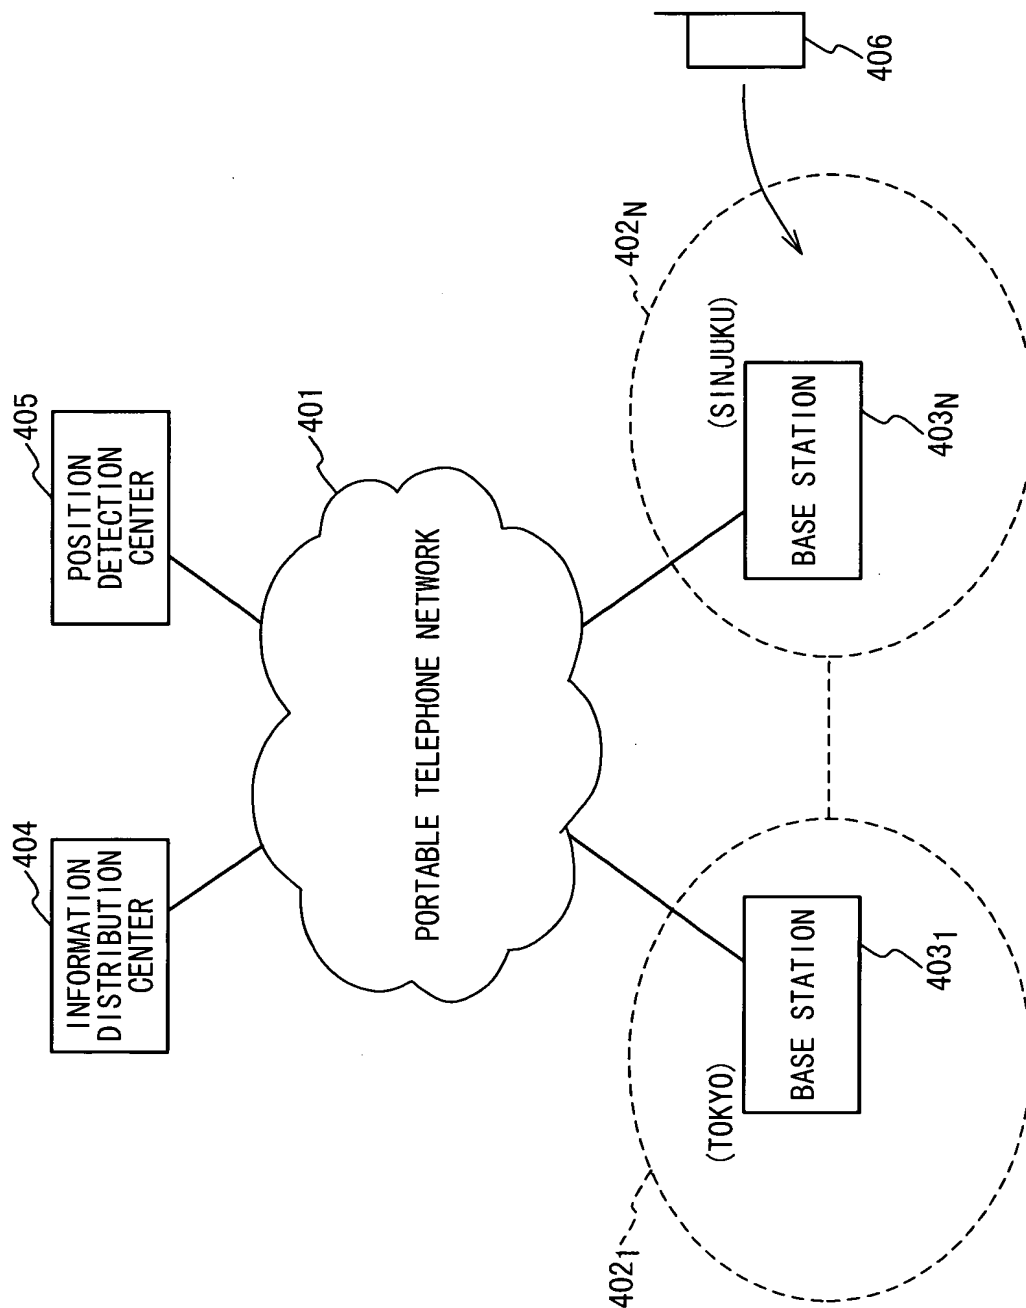 404
INFORMATION
DISTRIBUTION
CENTER
405
POSITION
DETECTION
CENTER
401
PORTABLE TELEPHONE NETWORK
402₁
(TOKYO)
BASE STATION
403₁
402N
(SINJUKU)
BASE STATION
403N
406